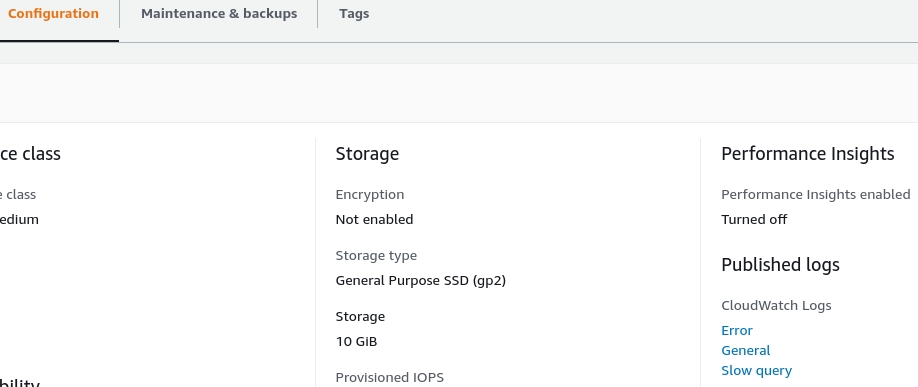 Configuration
Maintenance & backups
Tags
ce class
class
edium
bility
Storage
Encryption
Not enabled
Storage type
General Purpose SSD (gp2)
Storage
10 GiB
Provisioned IOPS
Performance Insights
Performance Insights enabled
Turned off
Published logs
CloudWatch Logs
Error
General
Slow query